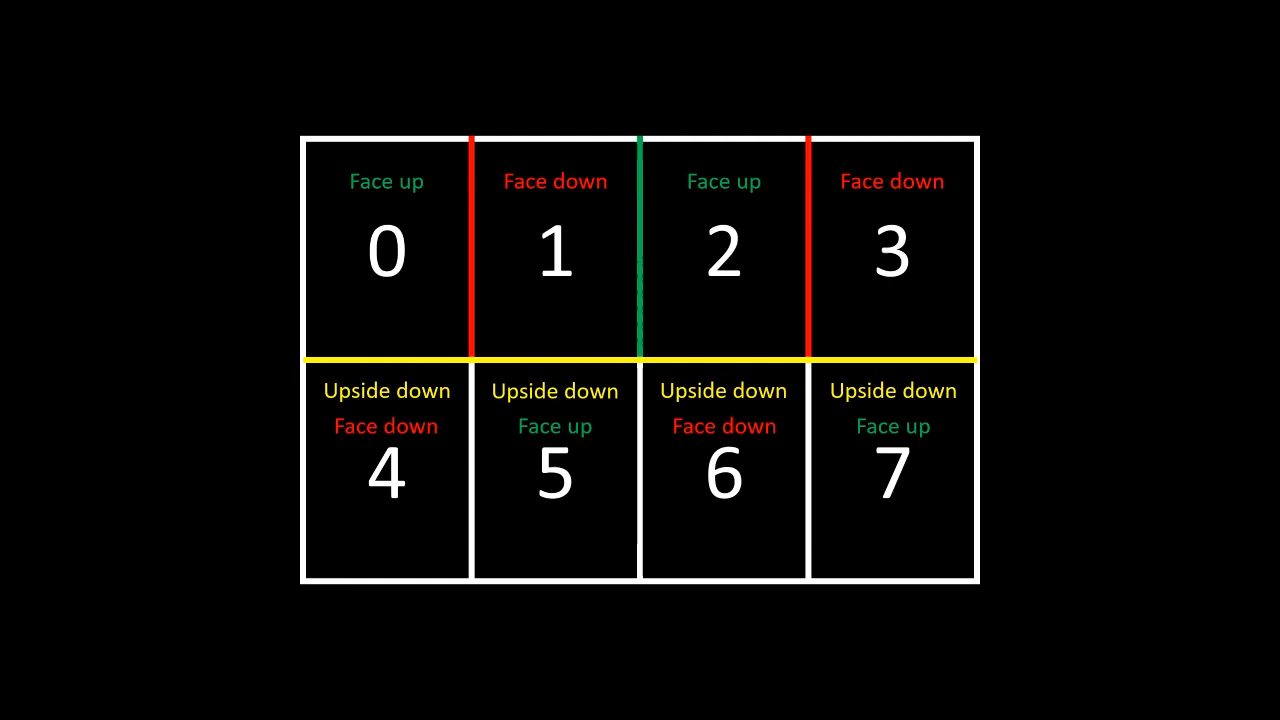 Face up Face down Face up Face down
0 1 2 3
Upside down Upside down Upside down Upside down
Face down Face up Face down Face up
4 5 6 7